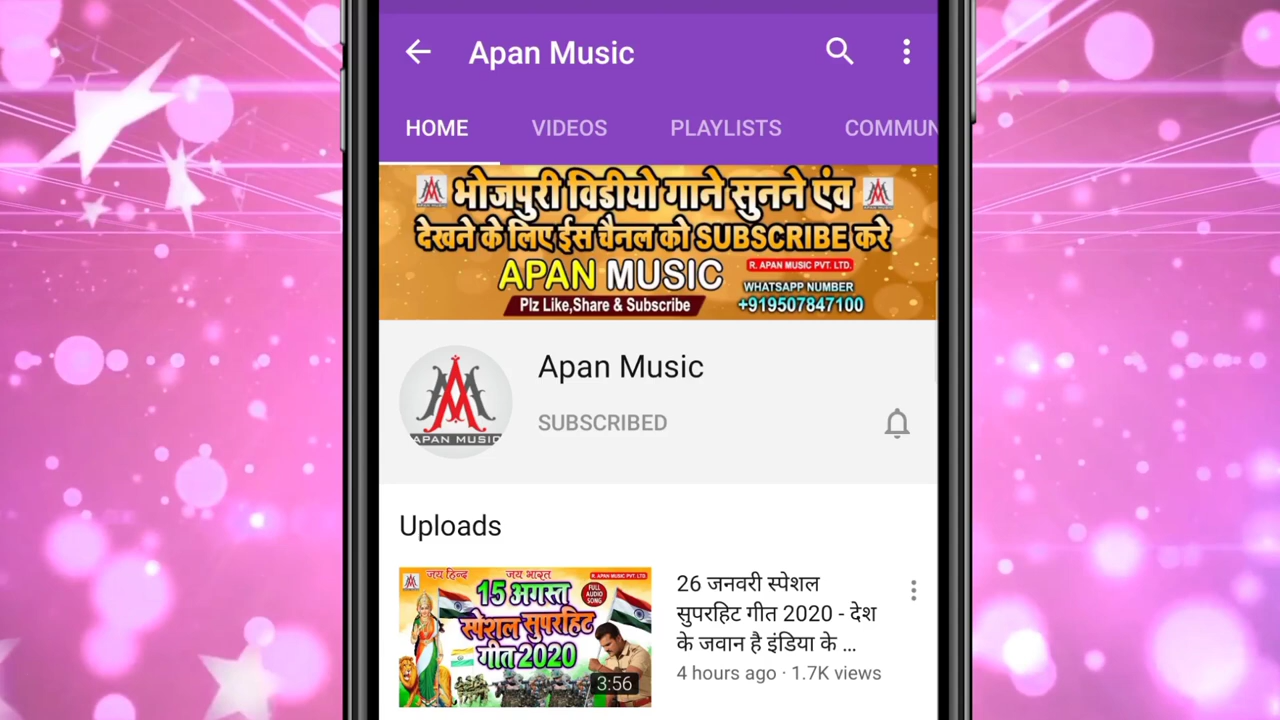 Apan Music
HOME VIDEOS PLAYLISTS COMMUN
भोजपुरी विडीयो गाने सुनने एंव
देखने के लिए ईस चैनल को SUBSCRIBE करे
APAN MUSIC
R. APAN MUSIC PVT. LTD.
WHATSAPP NUMBER
+919507847100
Plz Like,Share & Subscribe
Apan Music
SUBSCRIBED
APAN MUSIC
Uploads
जय हिन्द जय भारत
R. APAN MUSIC PVT. LTD
15 अगस्त
FULL
AUDIO
SONG
स्पेशल सुपरहिट
गीत 2020
3:56
26 जनवरी स्पेशल
सुपरहिट गीत 2020 - देश
के जवान है इंडिया के ...
4 hours ago · 1.7K views